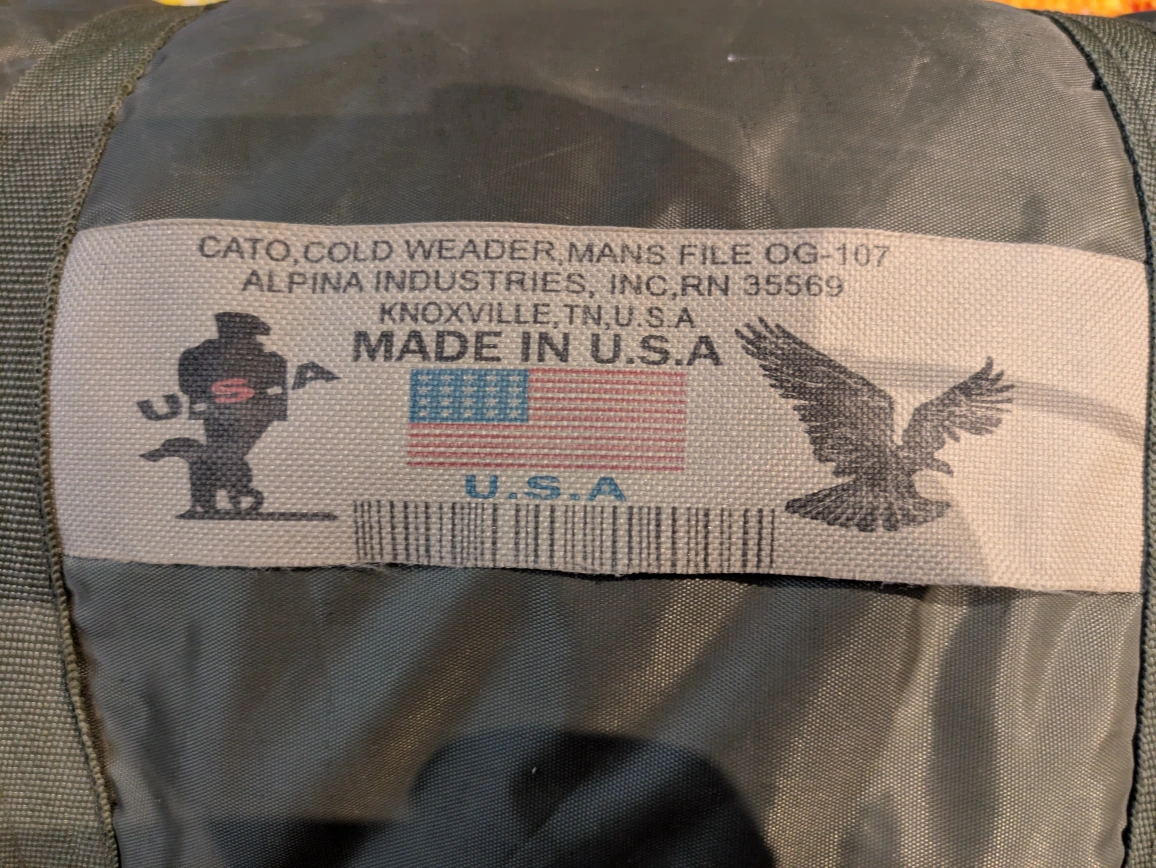 CATO,COLD WEADER,MANS FILE OG-107
ALPINA INDUSTRIES, INC,RN 35569
KNOXVILLE,TN,U.S.A
MADE IN U.S.A
U.S.A
U.S.A